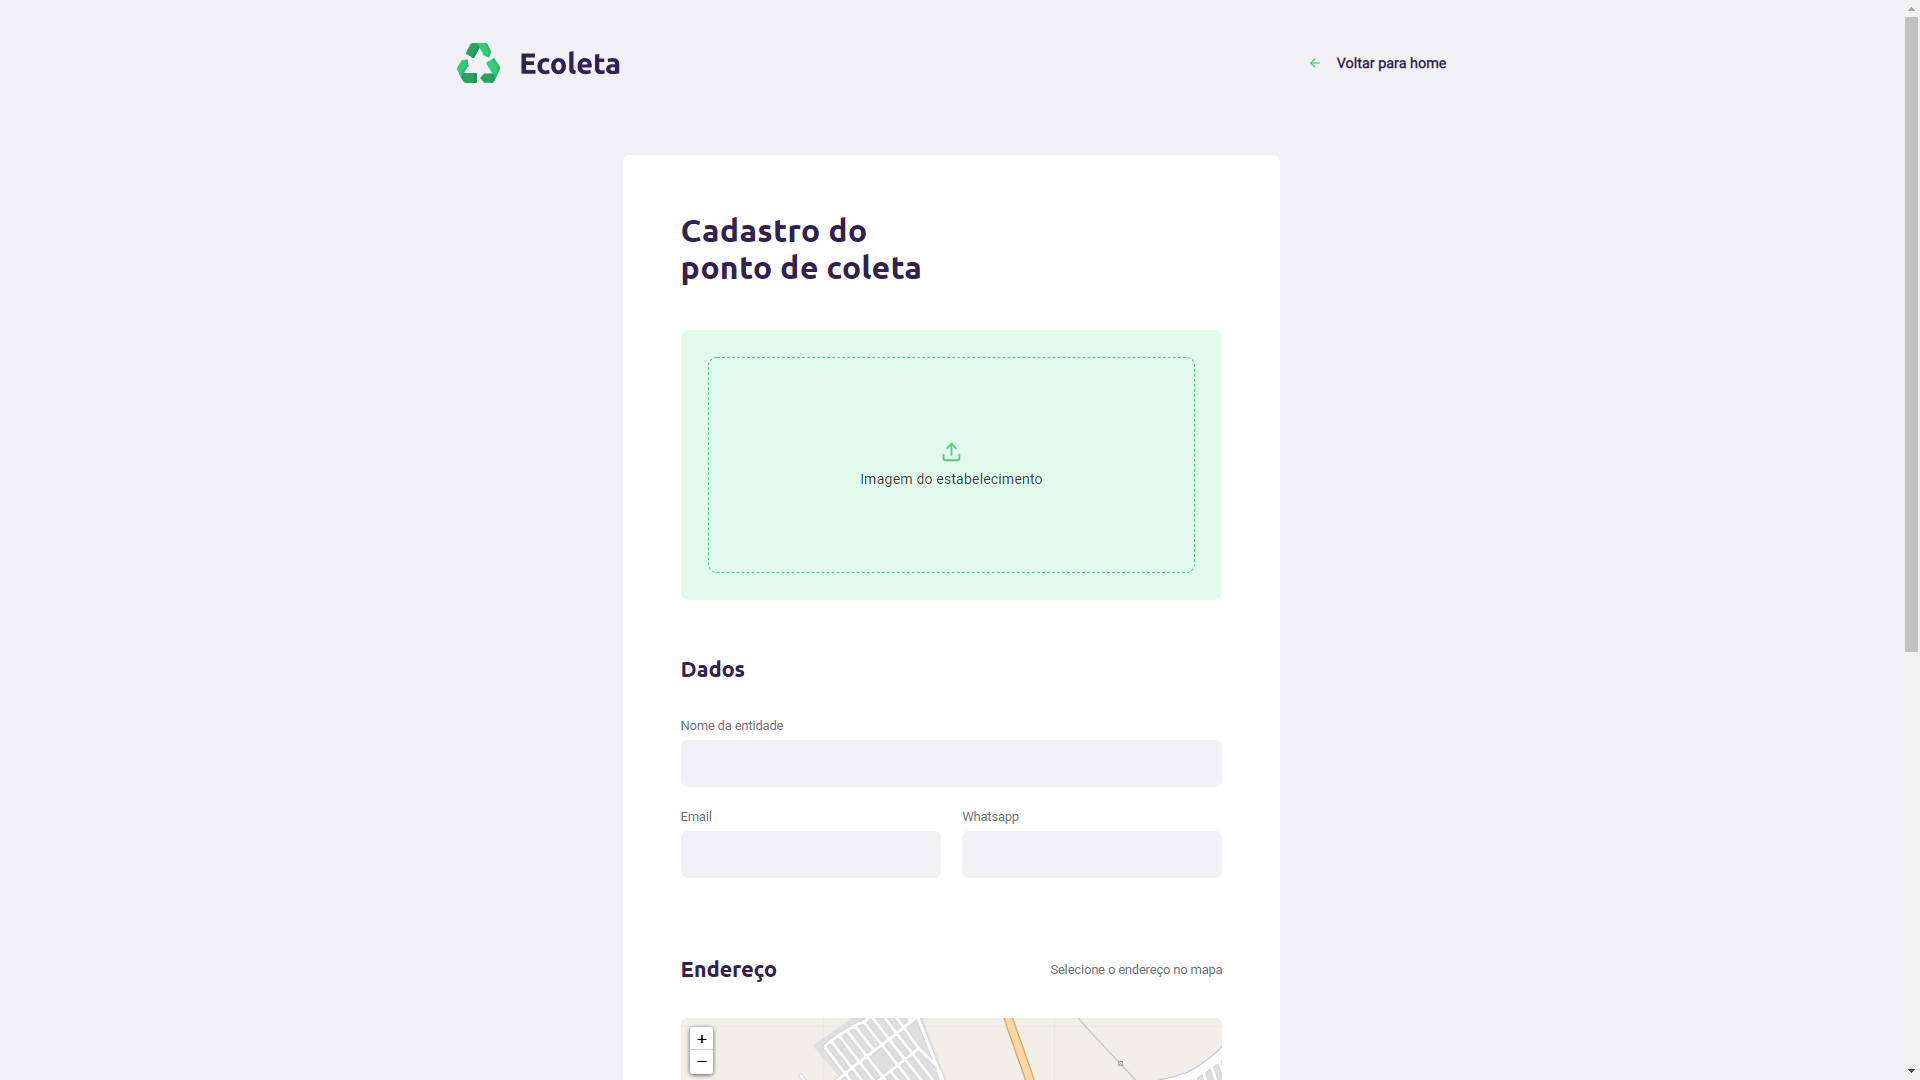 Ecoleta
Voltar para home
Cadastro do
ponto de coleta
Imagem do estabelecimento
Dados
Nome da entidade
Email
Whatsapp
Endereço
Selecione o endereço no mapa
+
−